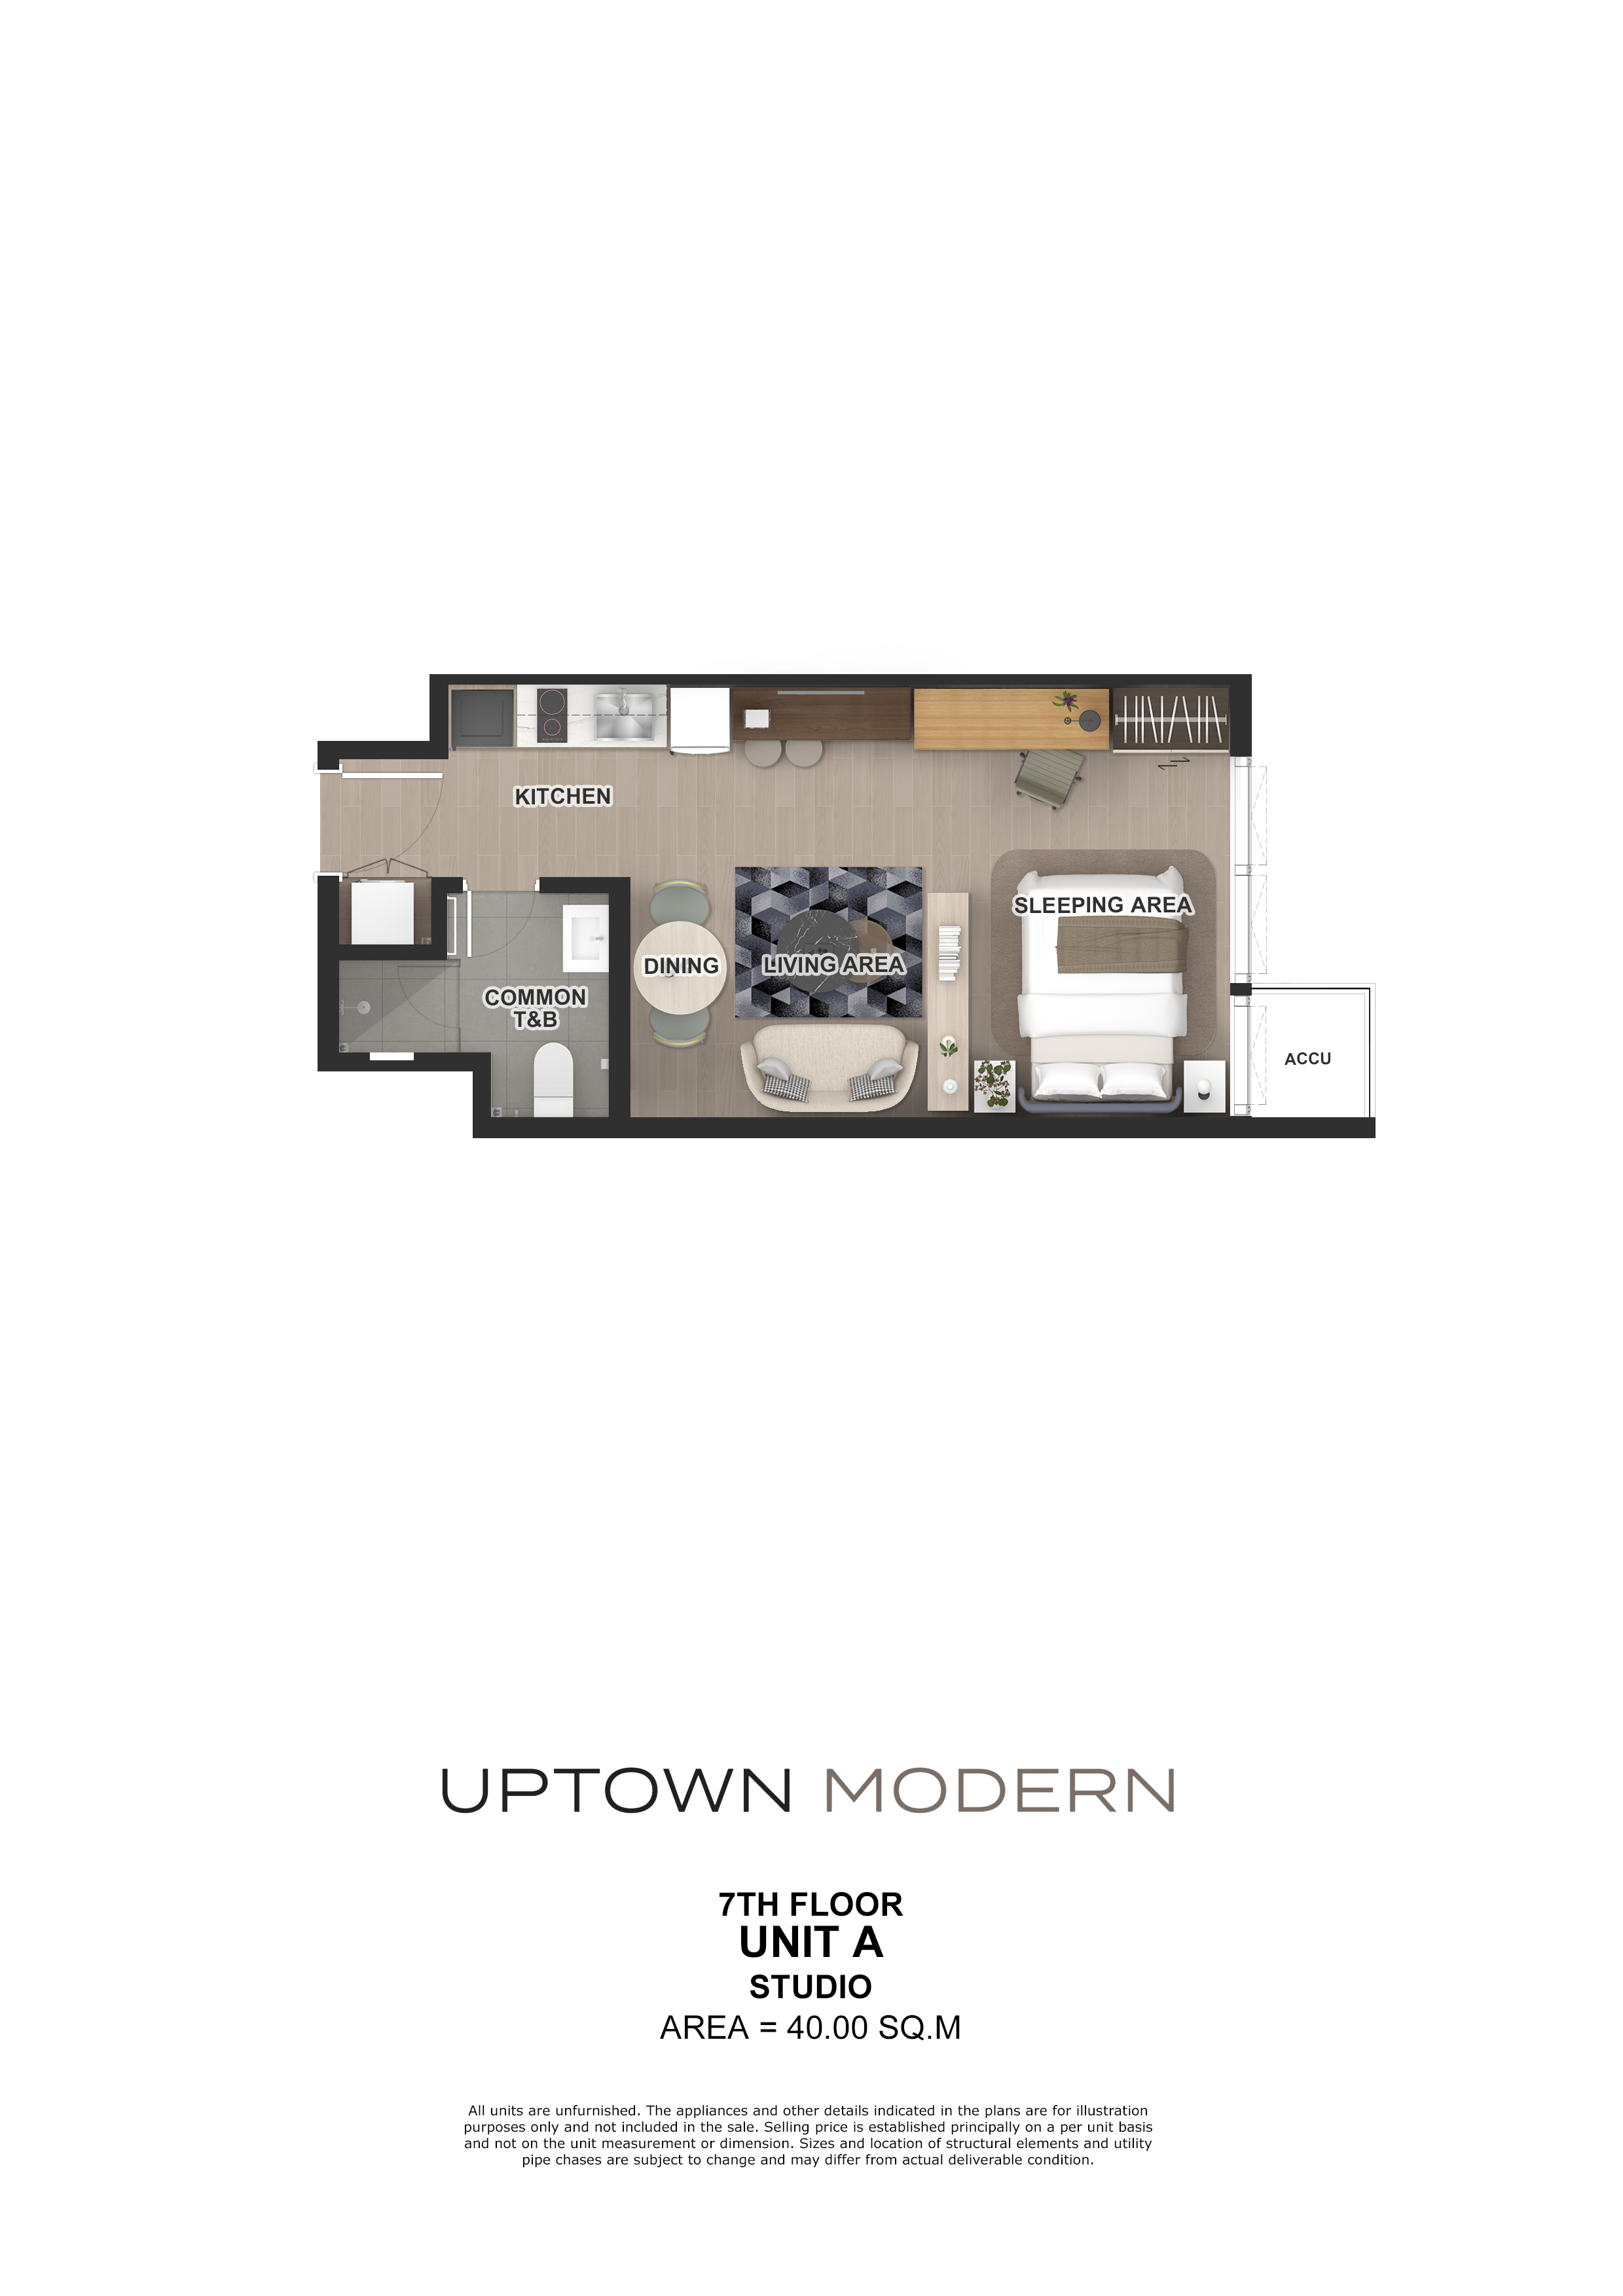 KITCHEN
SLEEPING AREA
DINING
LIVING AREA
COMMON
T&B
ACCU
UPTOWN MODERN
7TH FLOOR
UNIT A
STUDIO
AREA = 40.00 SQ.M
All units are unfurnished. The appliances and other details indicated in the plans are for illustration
purposes only and not included in the sale. Selling price is established principally on a per unit basis
and not on the unit measurement or dimension. Sizes and location of structural elements and utility
pipe chases are subject to change and may differ from actual deliverable condition.